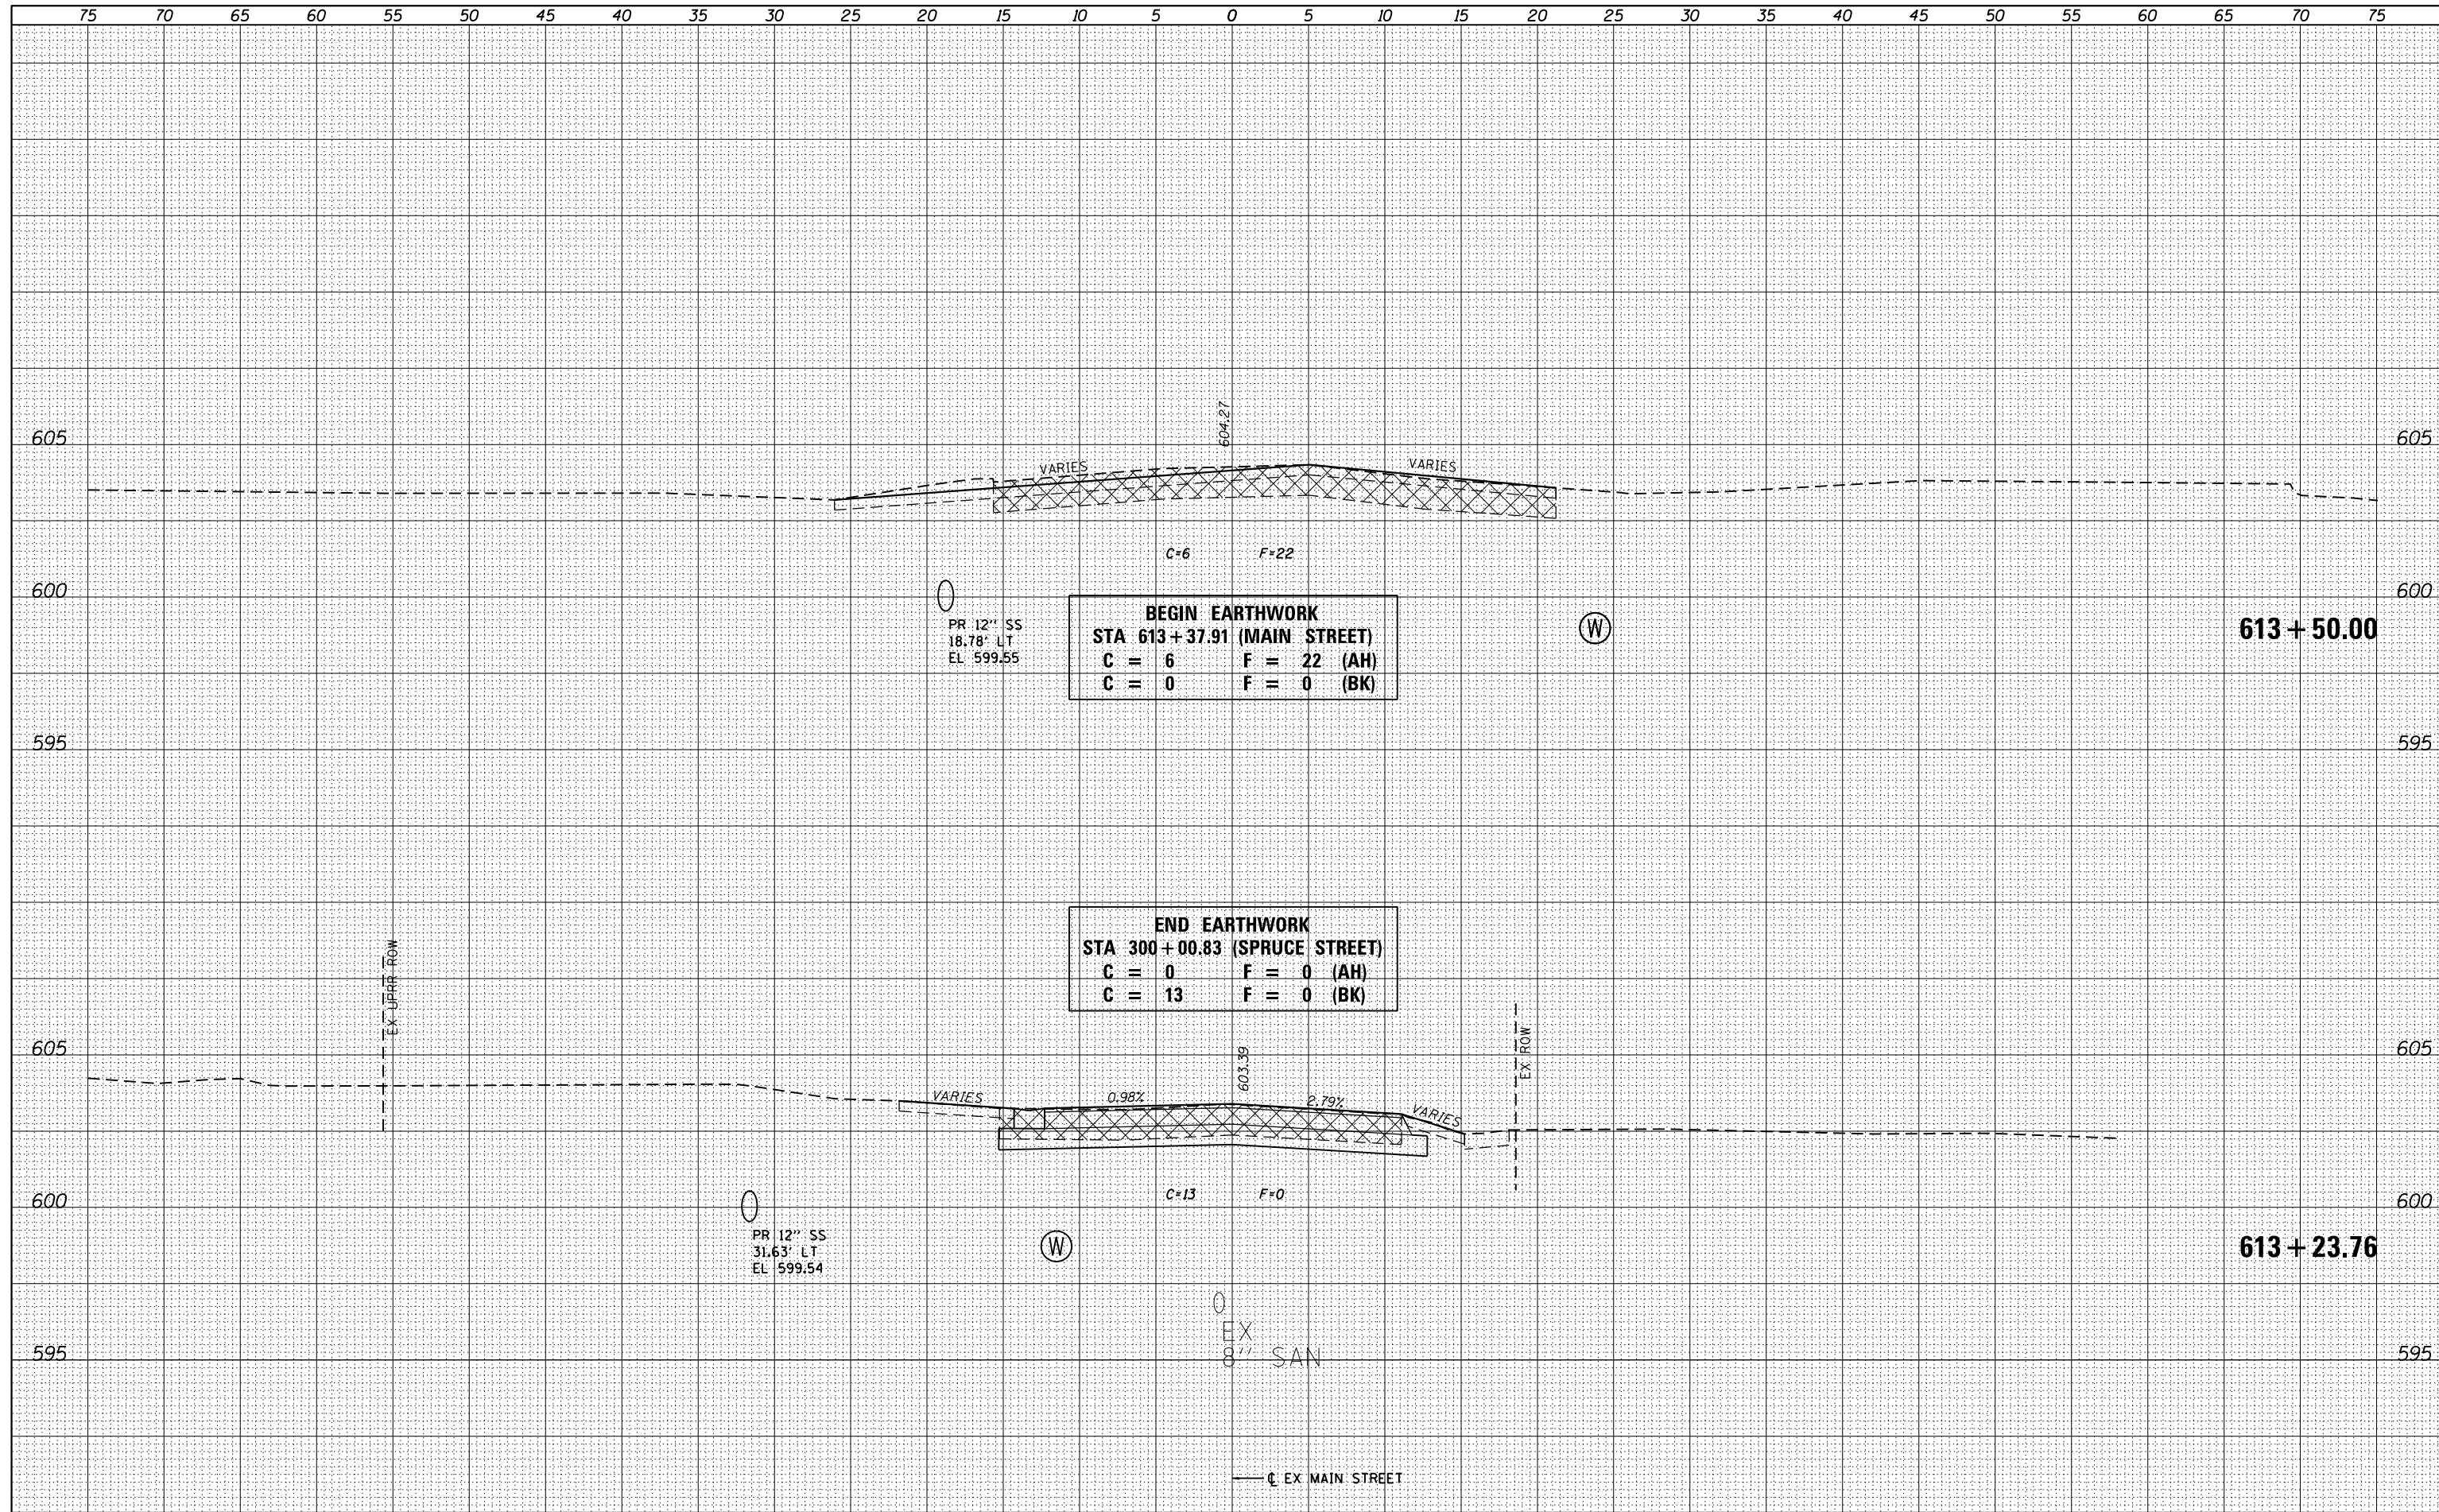 75 70 65 60 55 50 45 40 35 30 25 20 15 10 5 0 5 10 15 20 25 30 35 40 45 50 55 60 65 70 75
604.27
605 605
VARIES VARIES
C=6 F=22
600 600
PR 12'' SS
18.78' LT
EL 599.55
BEGIN EARTHWORK
STA 613+37.91 (MAIN STREET)
C = 6 F = 22 (AH)
C = 0 F = 0 (BK)
W
613+50.00
595 595
END EARTHWORK
STA 300+00.83 (SPRUCE STREET)
C = 0 F = 0 (AH)
C = 13 F = 0 (BK)
EX UPRR ROW
603.39
EX ROW
605 605
VARIES 0.98% 2.79% VARIES
C=13 F=0
600 600
PR 12'' SS
31.63' LT
EL 599.54
W
613+23.76
EX
8'' SAN
595 595
℄ EX MAIN STREET